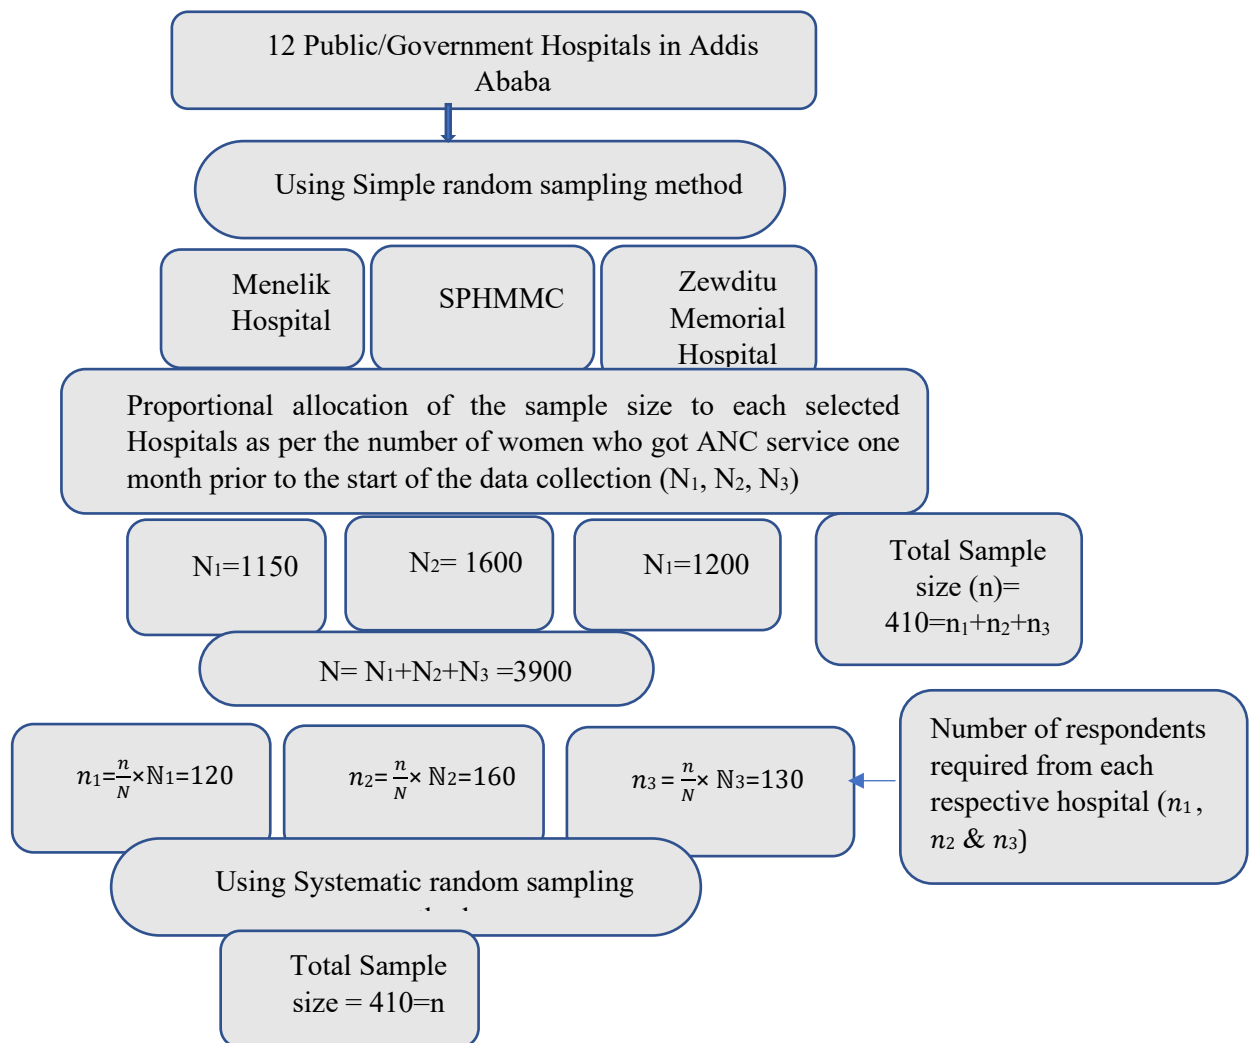 12 Public/Government Hospitals in Addis
Ababa
Using Simple random sampling method
Menelik
Hospital
SPHMMC
Zewditu
Memorial
Hospital
Proportional allocation of the sample size to each selected
Hospitals as per the number of women who got ANC service one
month prior to the start of the data collection (N₁, N₂, N₃)
N₁=1150
N₂= 1600
N₁=1200
Total Sample
size (n)=
410=n₁+n₂+n₃
N= N₁+N₂+N₃ =3900
n₁=n/N×ℕ₁=120
n₂=n/N× ℕ₂=160
n₃ = n/N× ℕ₃=130
Number of respondents
required from each
respective hospital (n₁ ,
n₂ & n₃)
Using Systematic random sampling
Total Sample
size = 410=n